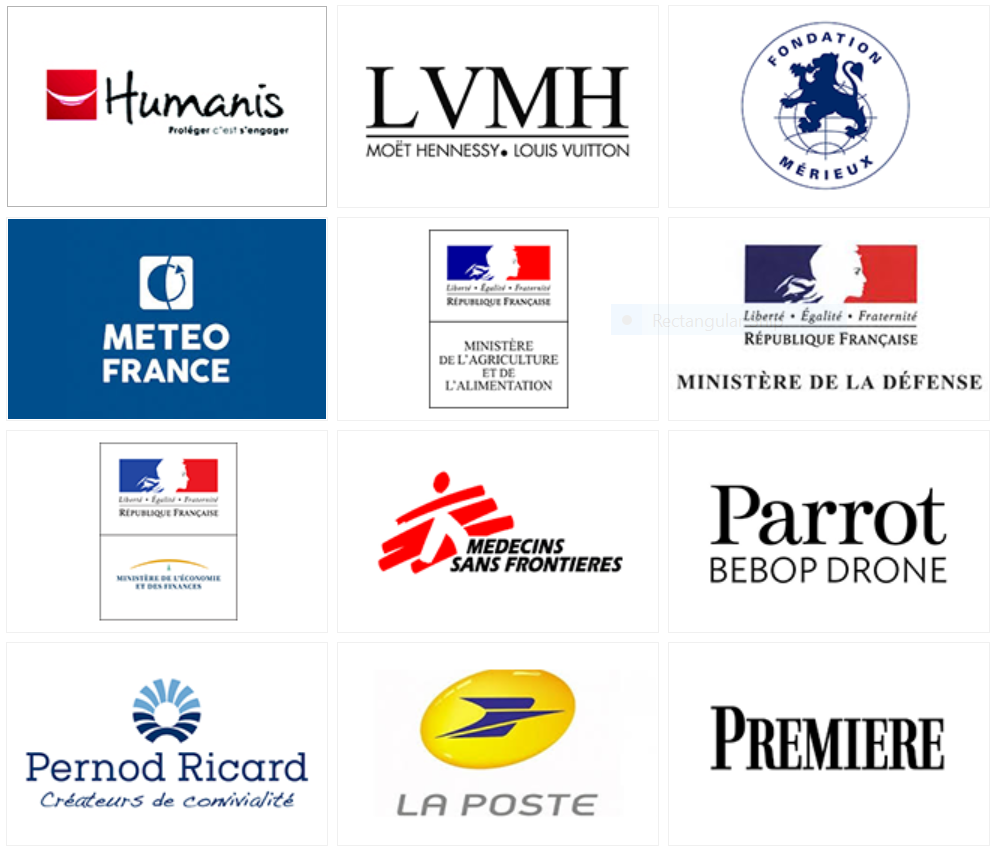 Humanis
Protéger c'est s'engager
LVMH
MOËT HENNESSY • LOUIS VUITTON
FONDATION
MÉRIEUX
METEO
FRANCE
Liberté • Égalité • Fraternité
RÉPUBLIQUE FRANÇAISE
MINISTÈRE
DE L'AGRICULTURE
ET DE
L'ALIMENTATION
Rectangular
Liberté • Égalité • Fraternité
RÉPUBLIQUE FRANÇAISE
MINISTÈRE DE LA DÉFENSE
Liberté • Égalité • Fraternité
RÉPUBLIQUE FRANÇAISE
MINISTÈRE DE L'ÉCONOMIE
ET DES FINANCES
MEDECINS
SANS FRONTIERES
Parrot
BEBOP DRONE
Pernod Ricard
Créateurs de convivialité
LA POSTE
PREMIERE